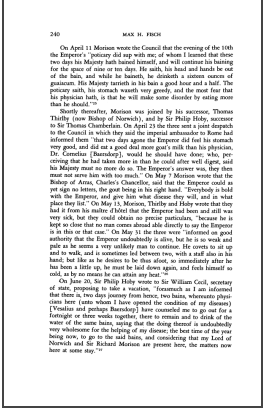 240 MAX H. FISCH
On April 11 Morison wrote the Council that the evening of the 10th
the Emperor's "poticary did sup with me; of whom I learned that these
two days his Majesty hath bained himself, and will continue his baining
for the space of nine or ten days. He saith, his head and hands be out
of the bain, and while he baineth, he drinketh a sixteen ounces of
guaiacum. His Majesty tarrieth in his bain a good hour and a half. The
poticary saith, his stomach waseth very greedy, and the most fear that
his physician hath, is that he will make some disorder by eating more
than he should."
Shortly thereafter, Morison was joined by his successor, Thomas
Thirlby (now Bishop of Norwich), and by Sir Philip Hoby, successor
to Sir Thomas Chamberlain. On April 25 the three sent a joint despatch
to the Council in which they said the imperial ambassador to Rome had
informed them "that two days agone the Emperor did feel his stomach
very good, and did eat a good deal more goat's milk than his physician,
Dr. Cornelius [Baersdorp], would he should have done; who, per-
ceiving that he had taken more in than he could after well digest, said
his Majesty must no more do so. The Emperor's answer was, they then
must not serve him with too much." On May 7 Morison wrote that the
Bishop of Arras, Charles's Chancellor, said that the Emperor could as
yet sign no letters, the gout being in his right hand. "Everybody is bold
with the Emperor, and give him what disease they will, and in what
place they list." On May 13, Morison, Thirlby and Hoby wrote that they
had it from his maître d'hôtel that the Emperor had been and still was
very sick, but they could obtain no precise particulars, "because he is
kept so close that no man comes abroad able directly to say the Emperor
is in this or that case." On May 31 the three were "informed on good
authority that the Emperor undoubtedly is alive, but he is so weak and
pale as he seems a very unlikely man to continue. He covets to sit up
and to walk, and is sometimes led between two, with a staff also in his
hand; but like as he desires to be thus afoot, so immediately after he
has been a little up, he must be laid down again, and feels himself so
cold, as by no means he can attain any heat."
On June 20, Sir Philip Hoby wrote to Sir William Cecil, secretary
of state, proposing to take a vacation, "forasmuch as I am informed
that there is, two days journey from hence, two bains, whereunto physi-
cians here (unto whom I have opened the condition of my diseases)
[Vesalius and perhaps Baersdorp] have counseled me to go out for a
fortnight or three weeks together, there to remain and to drink of the
water of the same bains, saying that the doing thereof is undoubtedly
very wholesome for the helping of my disease; the best time of the year
being now, to go to the said bains, and considering that my Lord of
Norwich and Sir Richard Morison are present here, the matters now
here at some stay."